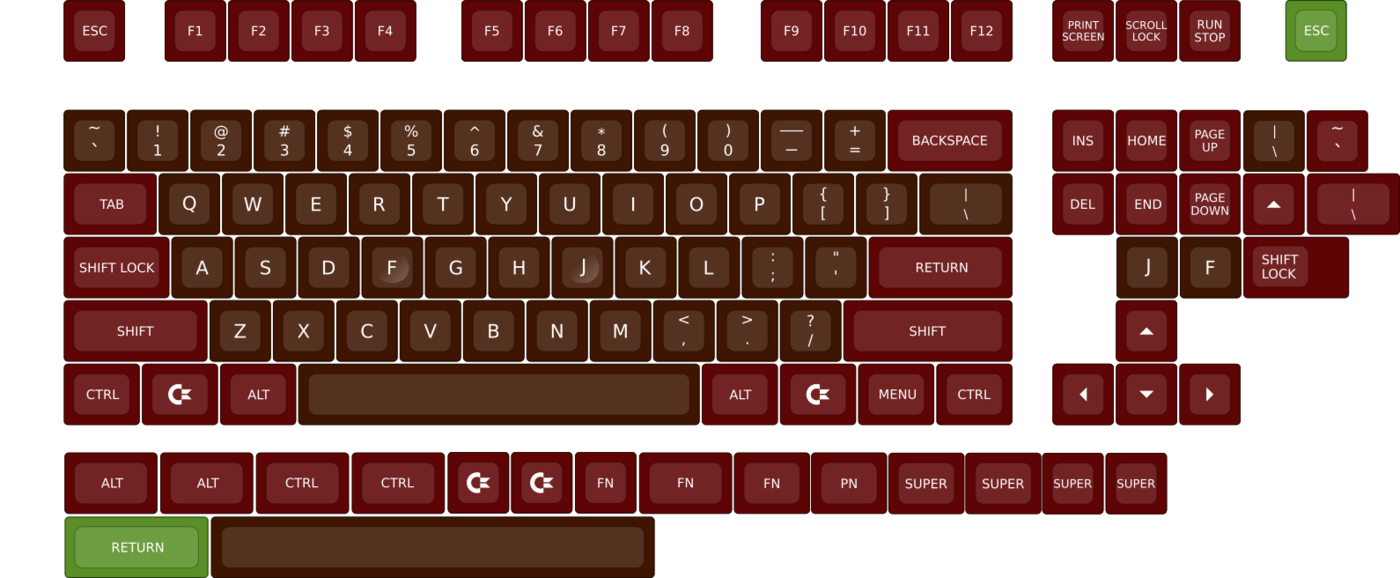 ESC F1 F2 F3 F4 F5 F6 F7 F8 F9 F10 F11 F12 PRINT SCREEN SCROLL LOCK RUN STOP ESC
~ ` ! 1 @ 2 # 3 $ 4 % 5 ^ 6 & 7 * 8 ( 9 ) 0 — – + = BACKSPACE INS HOME PAGE UP | \ ~ `
TAB Q W E R T Y U I O P { [ } ] | \ DEL END PAGE DOWN | \
SHIFT LOCK A S D F G H J K L : ; " ' RETURN J F SHIFT LOCK
SHIFT Z X C V B N M < , > . ? / SHIFT
CTRL ALT ALT MENU CTRL
ALT ALT CTRL CTRL FN FN FN PN SUPER SUPER SUPER SUPER
RETURN